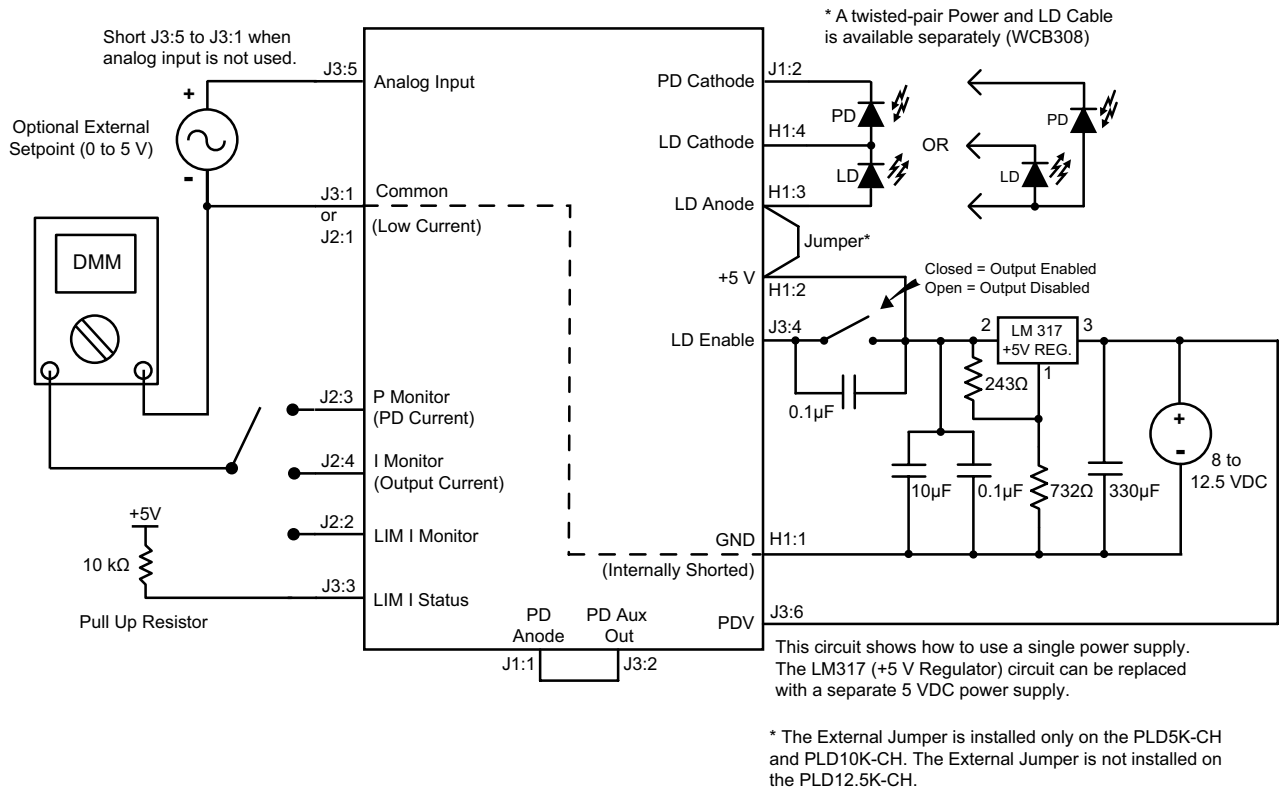 * A twisted-pair Power and LD Cable
is available separately (WCB308)
Short J3:5 to J3:1 when
analog input is not used.
J3:5
Analog Input
+
Optional External
Setpoint (0 to 5 V)
-
J3:1
or
J2:1
Common
(Low Current)
DMM
J2:3
P Monitor
(PD Current)
J2:4
I Monitor
(Output Current)
J2:2
LIM I Monitor
+5V
10 kΩ
Pull Up Resistor
J3:3
LIM I Status
PD
Anode
PD Aux
Out
J1:1
J3:2
PD Cathode
J1:2
PD
LD Cathode
H1:4
LD
LD Anode
H1:3
OR
PD
LD
Jumper*
+5 V
H1:2
Closed = Output Enabled
Open = Output Disabled
LD Enable
J3:4
0.1µF
2
LM 317
+5V REG.
3
1
243Ω
10µF
0.1µF
732Ω
330µF
+
-
8 to
12.5 VDC
GND
H1:1
(Internally Shorted)
PDV
J3:6
This circuit shows how to use a single power supply.
The LM317 (+5 V Regulator) circuit can be replaced
with a separate 5 VDC power supply.
* The External Jumper is installed only on the PLD5K-CH
and PLD10K-CH. The External Jumper is not installed on
the PLD12.5K-CH.